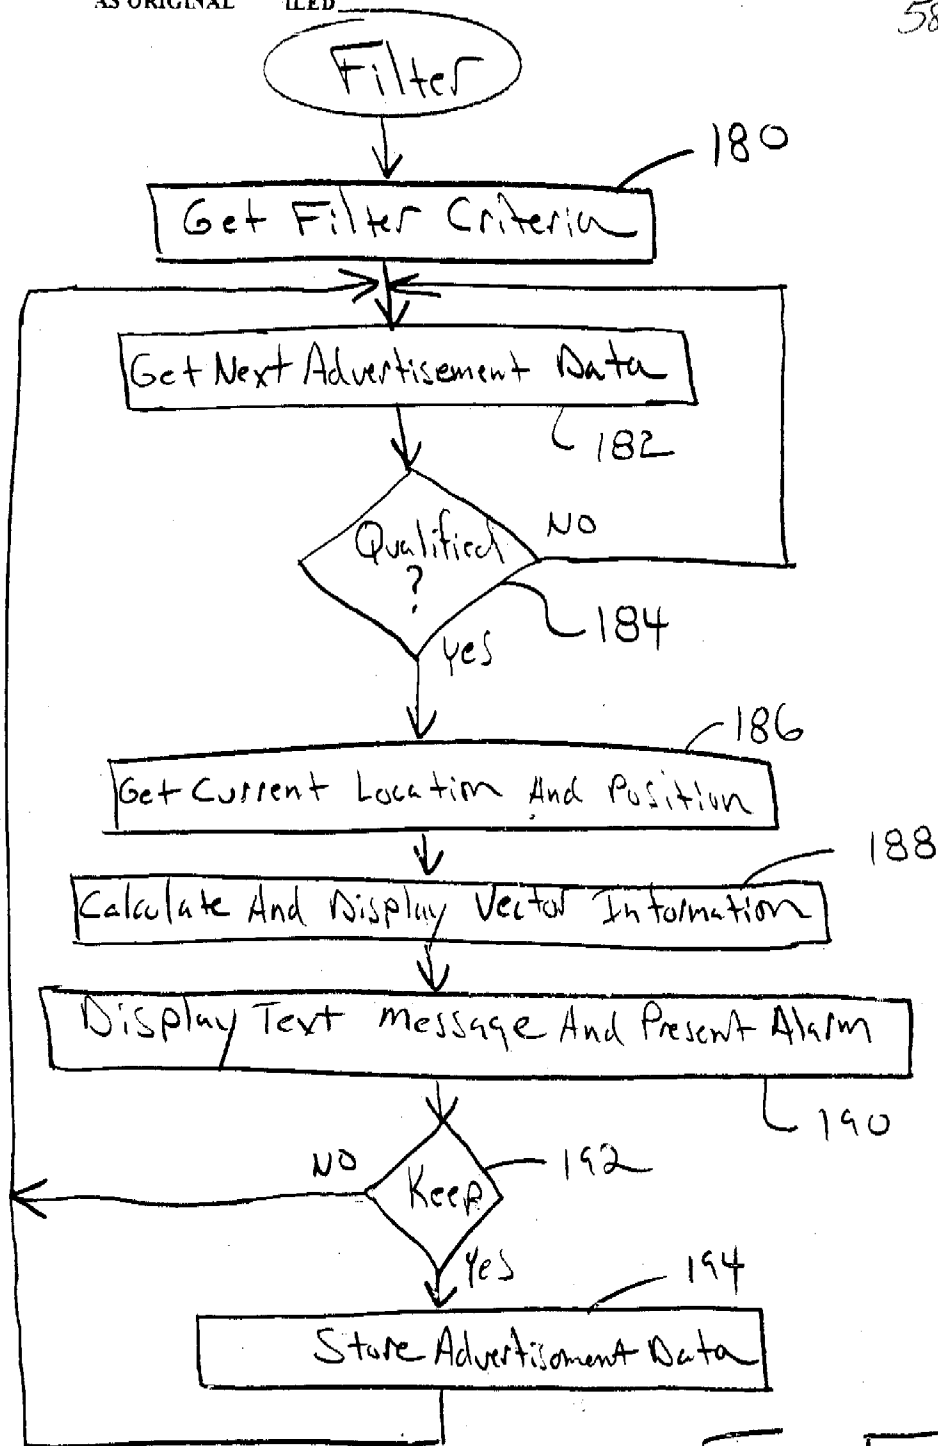 AS ORIGINAL ILED
58
Filter
180
Get Filter Criteria
Get Next Advertisement Data
182
Qualified
?
NO
184
Yes
186
Get Current Location And Position
188
Calculate And Display Vector Information
Display Text Message And Present Alarm
190
NO
192
Keep
Yes
194
Store Advertisement Data